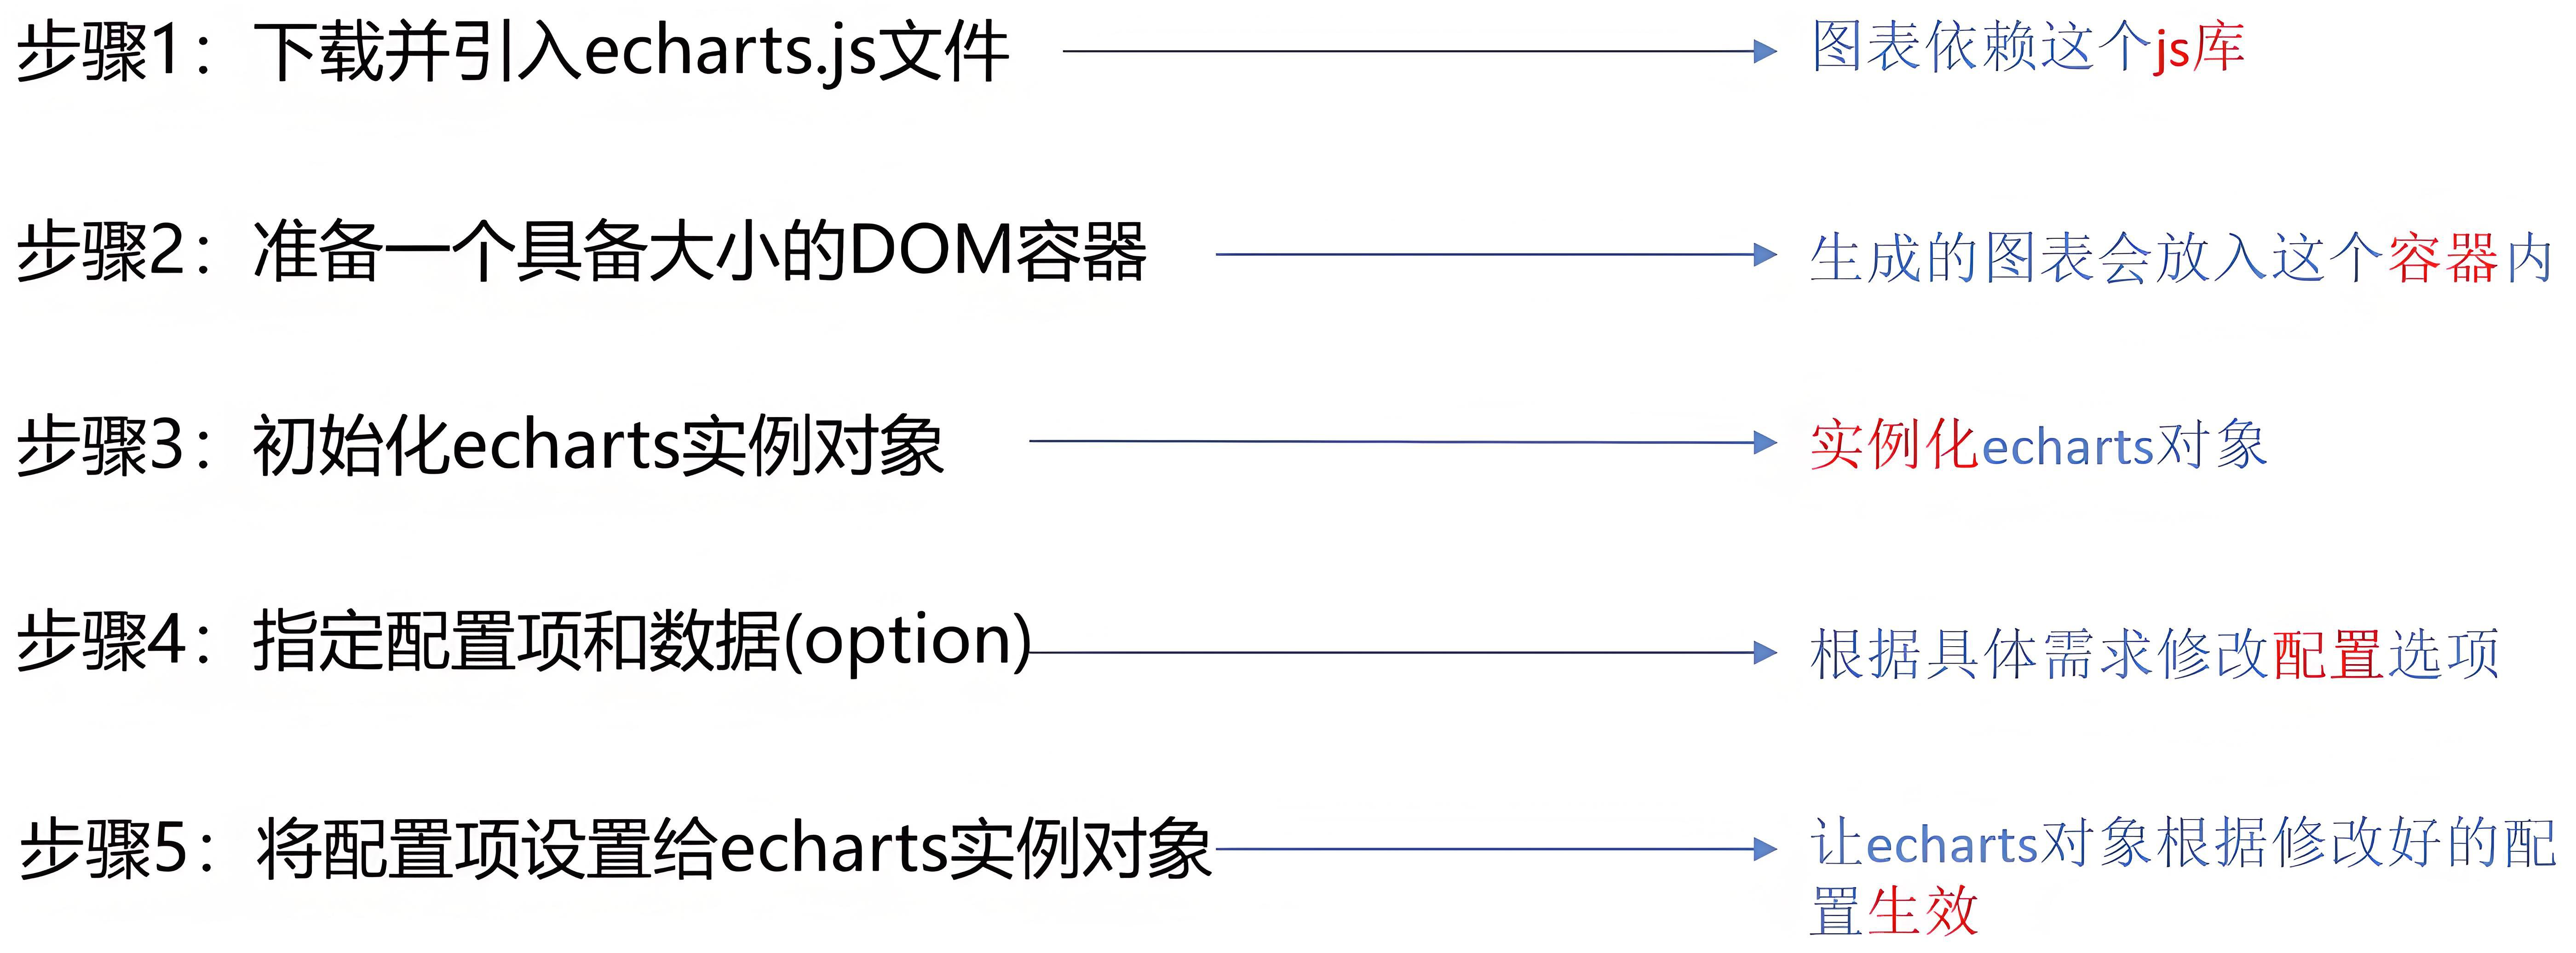 步骤1：下载并引入echarts.js文件
图表依赖这个js库
步骤2：准备一个具备大小的DOM容器
生成的图表会放入这个容器内
步骤3：初始化echarts实例对象
实例化echarts对象
步骤4：指定配置项和数据(option)
根据具体需求修改配置选项
步骤5：将配置项设置给echarts实例对象
让echarts对象根据修改好的配
置生效